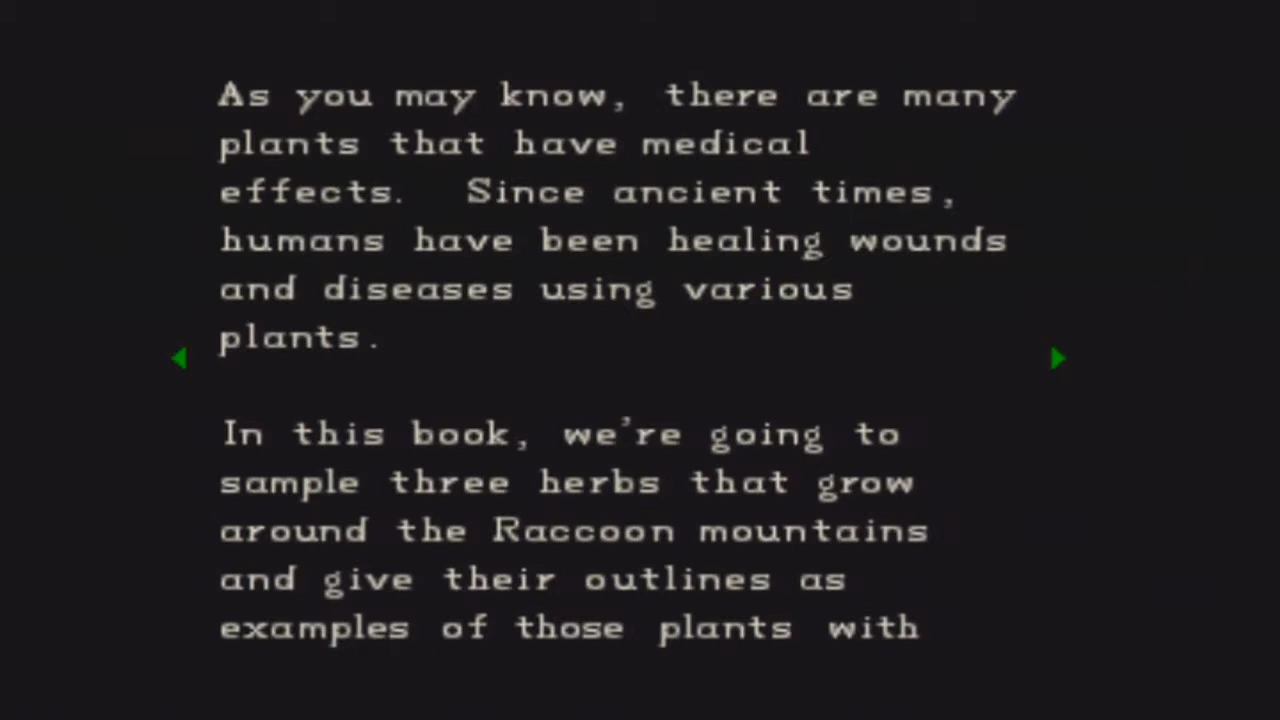 As you may know, there are many
plants that have medical
effects. Since ancient times,
humans have been healing wounds
and diseases using various
plants.
In this book, we're going to
sample three herbs that grow
around the Raccoon mountains
and give their outlines as
examples of those plants with